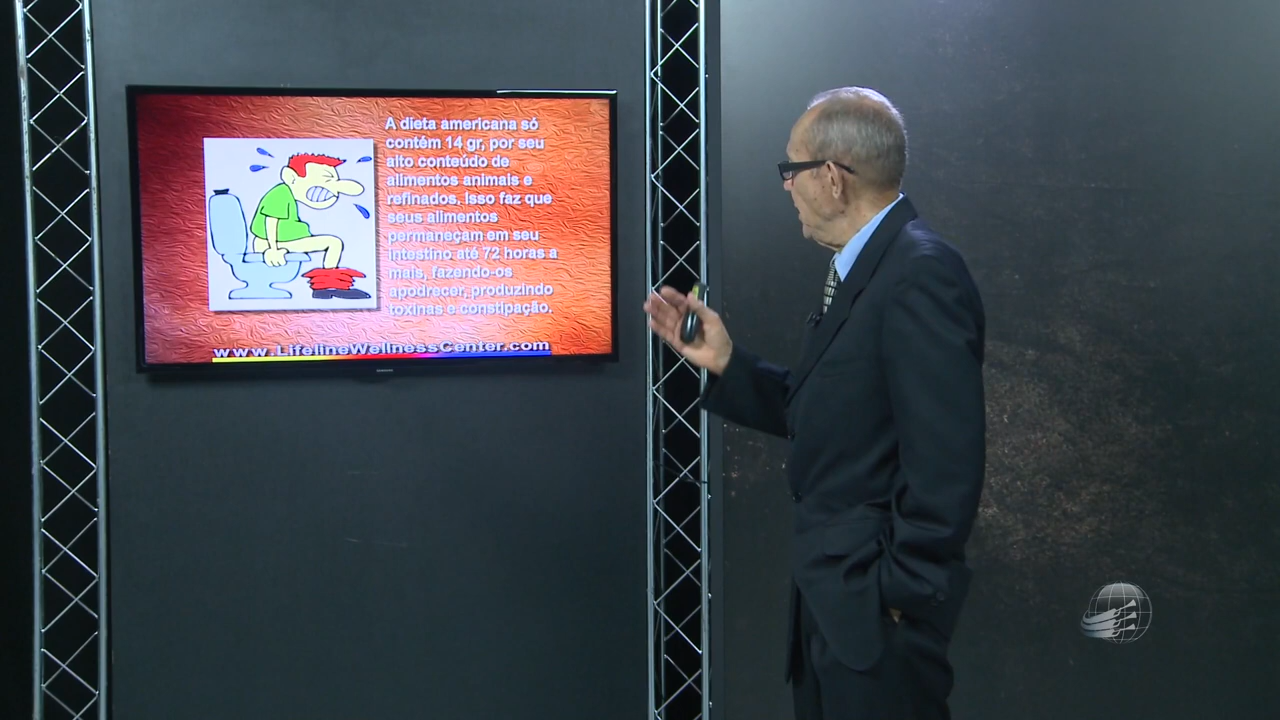 A dieta americana só
contém 14 gr, por seu
alto conteúdo de
alimentos animais e
refinados. Isso faz que
seus alimentos
permaneçam em seu
intestino até 72 horas a
mais, fazendo-os
apodrecer, produzindo
toxinas e constipação.
www.LifelineWellnessCenter.com